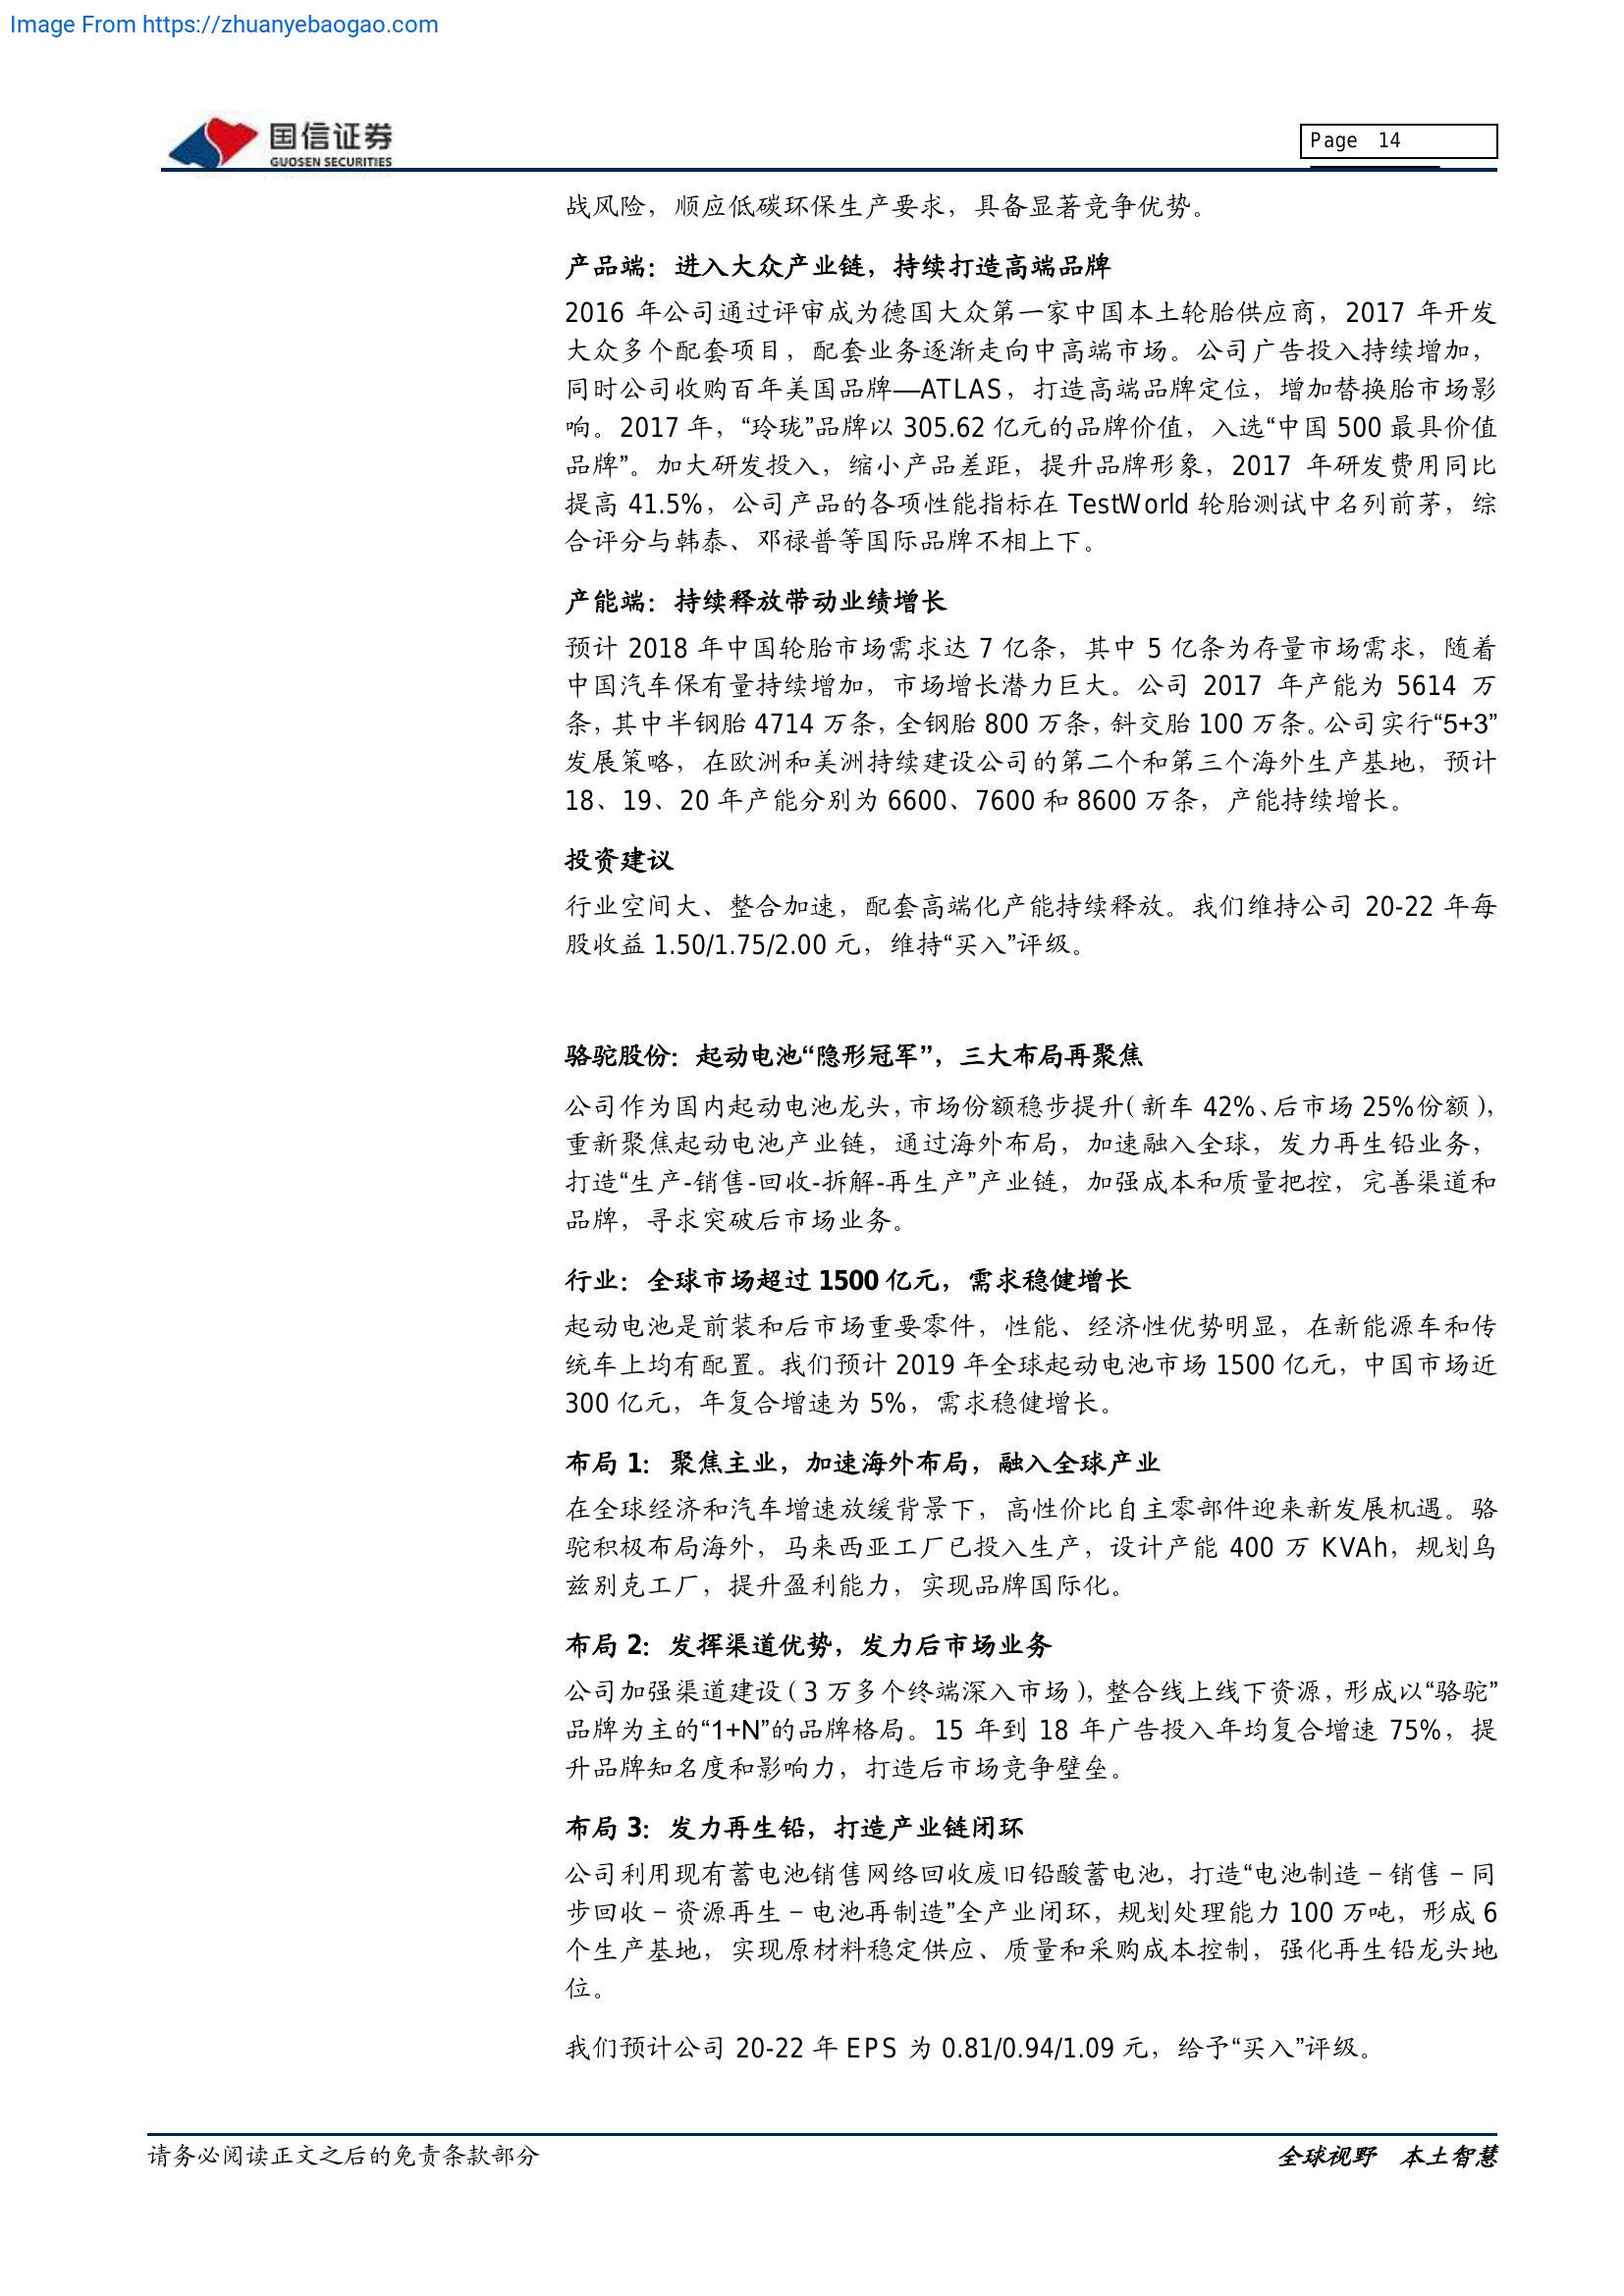 Image From https://zhuanyebaogao.com
国信证券
GUOSEN SECURITIES
Page 14
战风险，顺应低碳环保生产要求，具备显著竞争优势。
产品端：进入大众产业链，持续打造高端品牌
2016 年公司通过评审成为德国大众第一家中国本土轮胎供应商，2017 年开发
大众多个配套项目，配套业务逐渐走向中高端市场。公司广告投入持续增加，
同时公司收购百年美国品牌—ATLAS，打造高端品牌定位，增加替换胎市场影
响。2017 年，“玲珑”品牌以 305.62 亿元的品牌价值，入选“中国 500 最具价值
品牌”。加大研发投入，缩小产品差距，提升品牌形象，2017 年研发费用同比
提高 41.5%，公司产品的各项性能指标在 TestWorld 轮胎测试中名列前茅，综
合评分与韩泰、邓禄普等国际品牌不相上下。
产能端：持续释放带动业绩增长
预计 2018 年中国轮胎市场需求达 7 亿条，其中 5 亿条为存量市场需求，随着
中国汽车保有量持续增加，市场增长潜力巨大。公司 2017 年产能为 5614 万
条，其中半钢胎 4714 万条，全钢胎 800 万条，斜交胎 100 万条。公司实行“5+3”
发展策略，在欧洲和美洲持续建设公司的第二个和第三个海外生产基地，预计
18、19、20 年产能分别为 6600、7600 和 8600 万条，产能持续增长。
投资建议
行业空间大、整合加速，配套高端化产能持续释放。我们维持公司 20-22 年每
股收益 1.50/1.75/2.00 元，维持“买入”评级。
骆驼股份：起动电池“隐形冠军”，三大布局再聚焦
公司作为国内起动电池龙头，市场份额稳步提升（新车 42%、后市场 25%份额），
重新聚焦起动电池产业链，通过海外布局，加速融入全球，发力再生铅业务，
打造“生产-销售-回收-拆解-再生产”产业链，加强成本和质量把控，完善渠道和
品牌，寻求突破后市场业务。
行业：全球市场超过 1500 亿元，需求稳健增长
起动电池是前装和后市场重要零件，性能、经济性优势明显，在新能源车和传
统车上均有配置。我们预计 2019 年全球起动电池市场 1500 亿元，中国市场近
300 亿元，年复合增速为 5%，需求稳健增长。
布局 1：聚焦主业，加速海外布局，融入全球产业
在全球经济和汽车增速放缓背景下，高性价比自主零部件迎来新发展机遇。骆
驼积极布局海外，马来西亚工厂已投入生产，设计产能 400 万 KVAh，规划乌
兹别克工厂，提升盈利能力，实现品牌国际化。
布局 2：发挥渠道优势，发力后市场业务
公司加强渠道建设（3 万多个终端深入市场），整合线上线下资源，形成以“骆驼”
品牌为主的“1+N”的品牌格局。15 年到 18 年广告投入年均复合增速 75%，提
升品牌知名度和影响力，打造后市场竞争壁垒。
布局 3：发力再生铅，打造产业链闭环
公司利用现有蓄电池销售网络回收废旧铅酸蓄电池，打造“电池制造－销售－同
步回收－资源再生－电池再制造”全产业闭环，规划处理能力 100 万吨，形成 6
个生产基地，实现原材料稳定供应、质量和采购成本控制，强化再生铅龙头地
位。
我们预计公司 20-22 年 EPS 为 0.81/0.94/1.09 元，给予“买入”评级。
请务必阅读正文之后的免责条款部分
全球视野 本土智慧